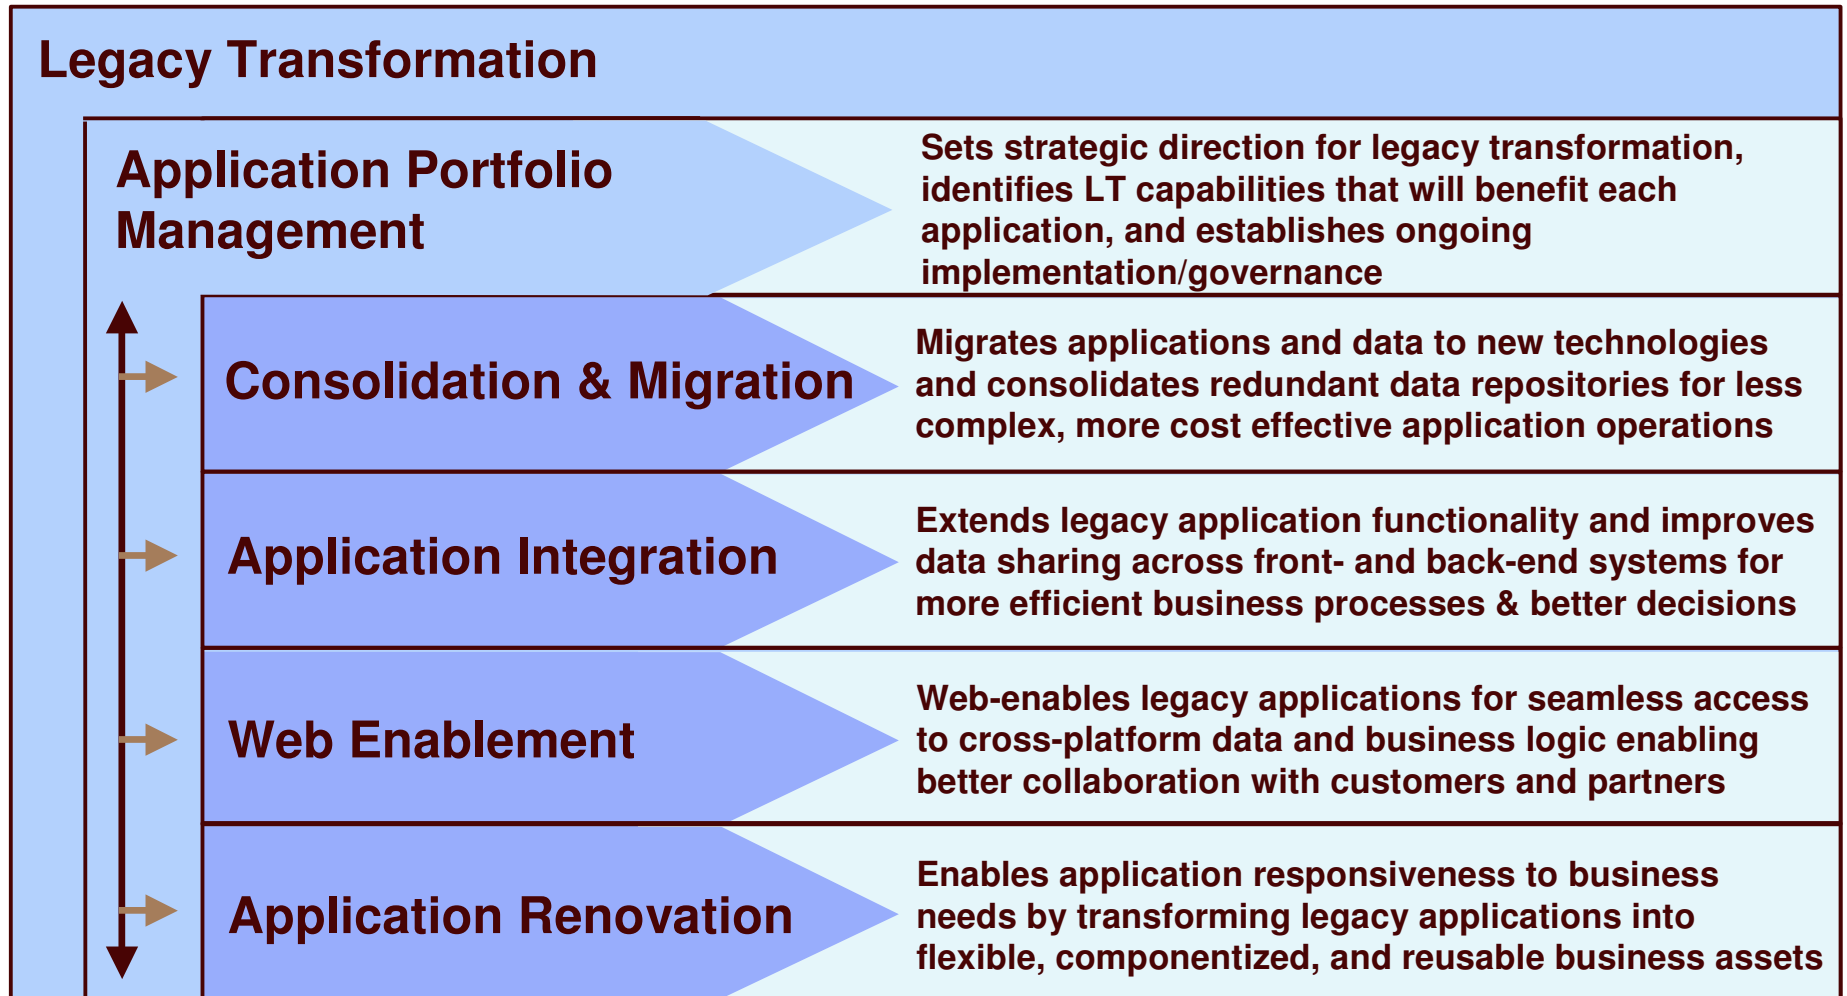 Legacy Transformation
Application Portfolio
Management
Sets strategic direction for legacy transformation,
identifies LT capabilities that will benefit each
application, and establishes ongoing
implementation/governance
Consolidation & Migration
Migrates applications and data to new technologies
and consolidates redundant data repositories for less
complex, more cost effective application operations
Application Integration
Extends legacy application functionality and improves
data sharing across front- and back-end systems for
more efficient business processes & better decisions
Web Enablement
Web-enables legacy applications for seamless access
to cross-platform data and business logic enabling
better collaboration with customers and partners
Application Renovation
Enables application responsiveness to business
needs by transforming legacy applications into
flexible, componentized, and reusable business assets